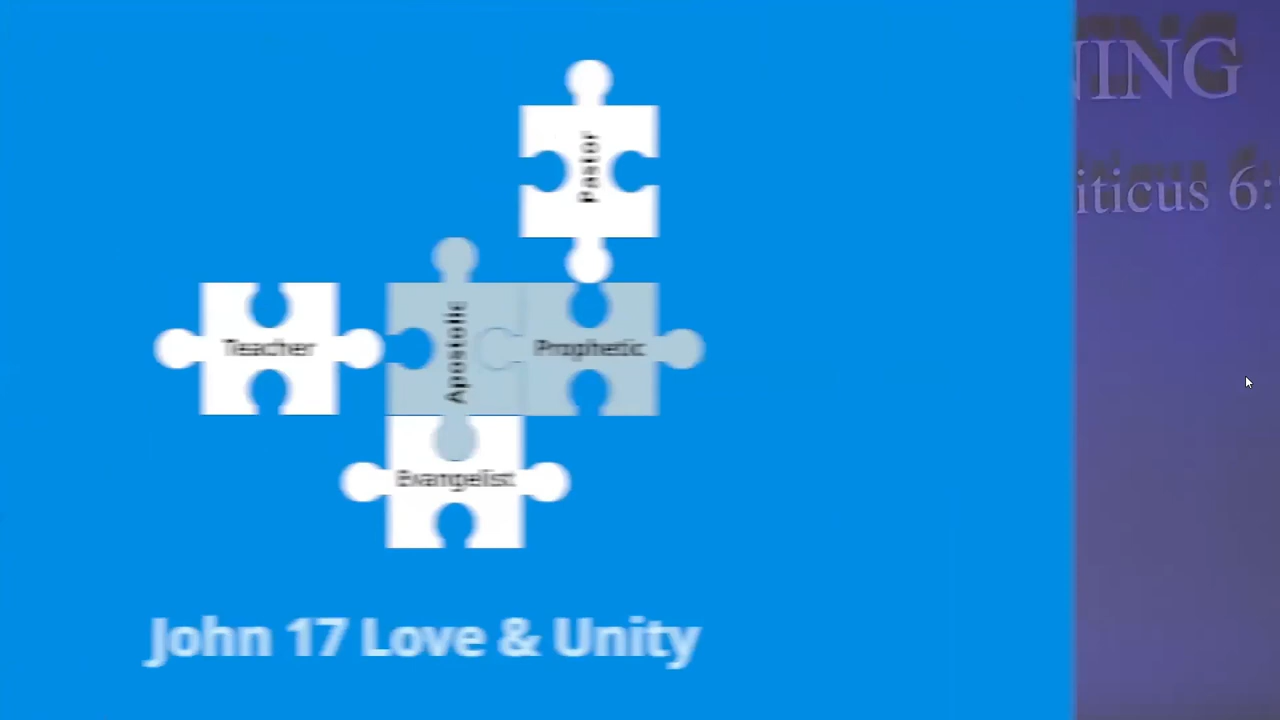 Pastor
Teacher
Apostolic
Prophetic
Evangelist
John 17 Love & Unity
NING
iticus 6: